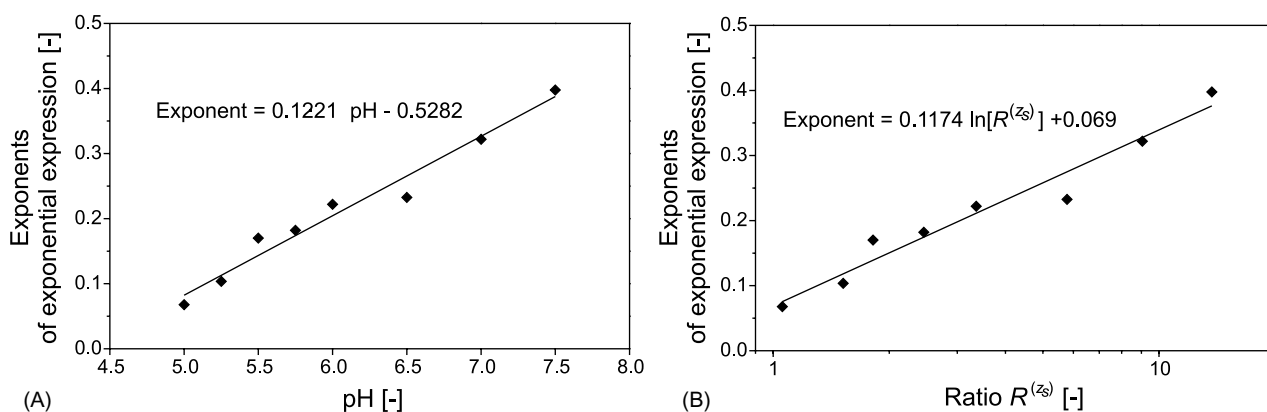 Exponents
of exponential expression [-]
0.5
0.4
0.3
0.2
0.1
0.0
Exponent = 0.1221 pH - 0.5282
4.5 5.0 5.5 6.0 6.5 7.0 7.5 8.0
(A)
pH [-]
Exponents
of exponential expression [-]
0.5
0.4
0.3
0.2
0.1
0.0
Exponent = 0.1174 ln[R^(zs)] +0.069
1 10
(B)
Ratio R^(zs) [-]